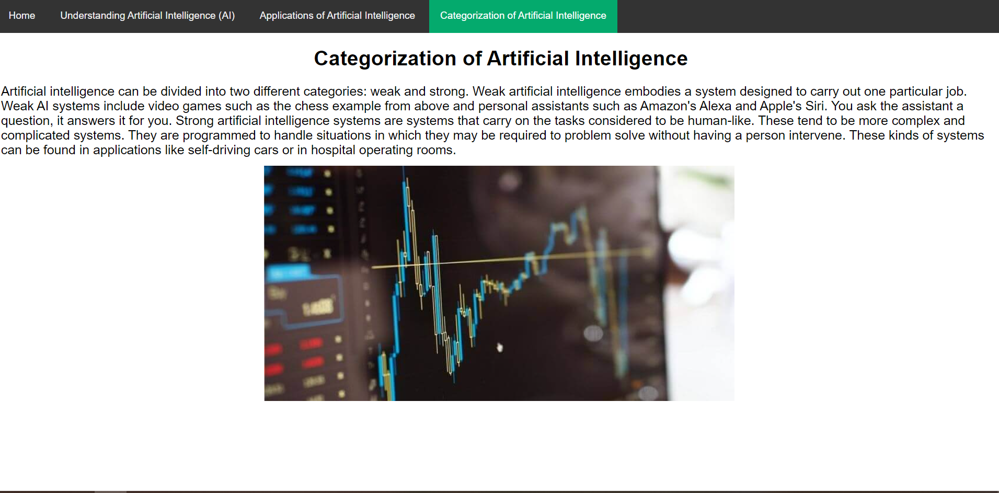 Home Understanding Artificial Intelligence (AI) Applications of Artificial Intelligence Categorization of Artificial Intelligence
Categorization of Artificial Intelligence
Artificial intelligence can be divided into two different categories: weak and strong. Weak artificial intelligence embodies a system designed to carry out one particular job.
Weak AI systems include video games such as the chess example from above and personal assistants such as Amazon's Alexa and Apple's Siri. You ask the assistant a
question, it answers it for you. Strong artificial intelligence systems are systems that carry on the tasks considered to be human-like. These tend to be more complex and
complicated systems. They are programmed to handle situations in which they may be required to problem solve without having a person intervene. These kinds of systems
can be found in applications like self-driving cars or in hospital operating rooms.